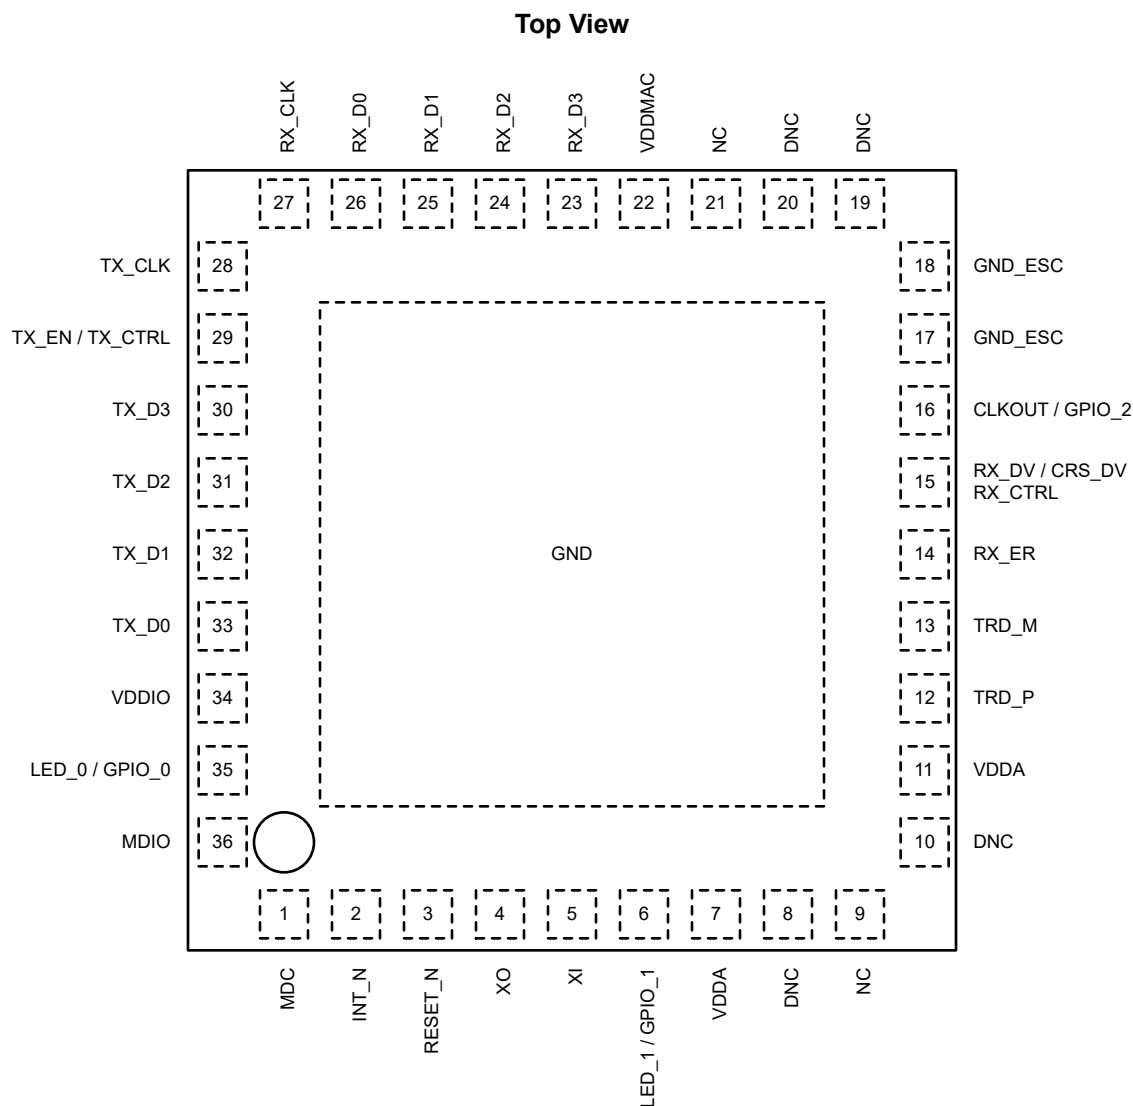 Top View
RX_CLK
RX_D0
RX_D1
RX_D2
RX_D3
VDDMAC
NC
DNC
DNC
27
26
25
24
23
22
21
20
19
TX_CLK
28
18
GND_ESC
TX_EN / TX_CTRL
29
17
GND_ESC
TX_D3
30
16
CLKOUT / GPIO_2
TX_D2
31
15
RX_DV / CRS_DV
RX_CTRL
TX_D1
32
GND
14
RX_ER
TX_D0
33
13
TRD_M
VDDIO
34
12
TRD_P
LED_0 / GPIO_0
35
11
VDDA
MDIO
36
10
DNC
1
2
3
4
5
6
7
8
9
MDC
INT_N
RESET_N
XO
XI
LED_1 / GPIO_1
VDDA
DNC
NC